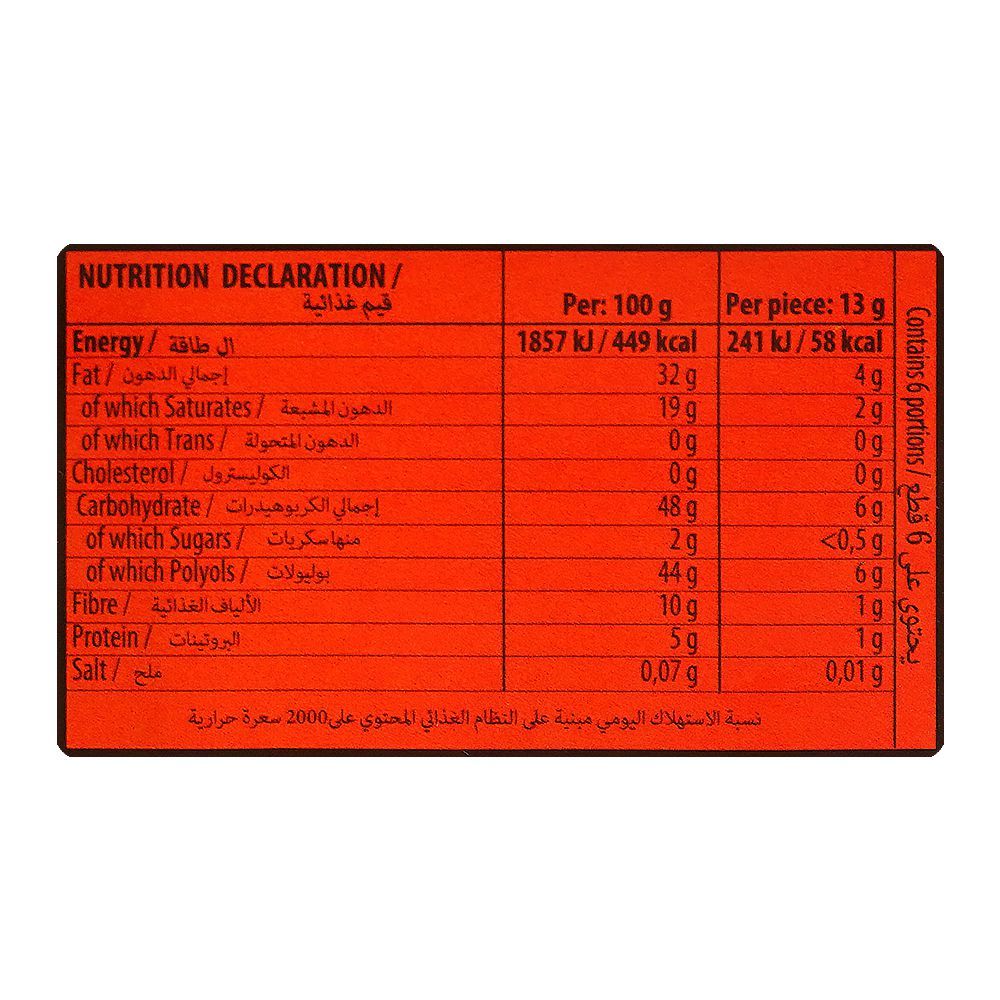 NUTRITION DECLARATION /
قيم غذائية
Per: 100 g Per piece: 13 g
Energy / ال طاقة 1857 kJ / 449 kcal 241 kJ / 58 kcal
Fat / إجمالي الدهون 32 g 4 g
of which Saturates / الدهون المشبعة 19 g 2 g
of which Trans / الدهون المتحولة 0 g 0 g
Cholesterol / الكوليسترول 0 g 0 g
Carbohydrate / إجمالي الكربوهيدرات 48 g 6 g
of which Sugars / منها سكريات 2 g <0,5 g
of which Polyols / بوليولات 44 g 6 g
Fibre / الألياف الغذائية 10 g 1 g
Protein / البروتينات 5 g 1 g
Salt / ملح 0,07 g 0,01 g
نسبة الاستهلاك اليومي مبنية على النظام الغذائي المحتوي على 2000 سعرة حرارية
Contains 6 portions / يحتوي على 6 قطع